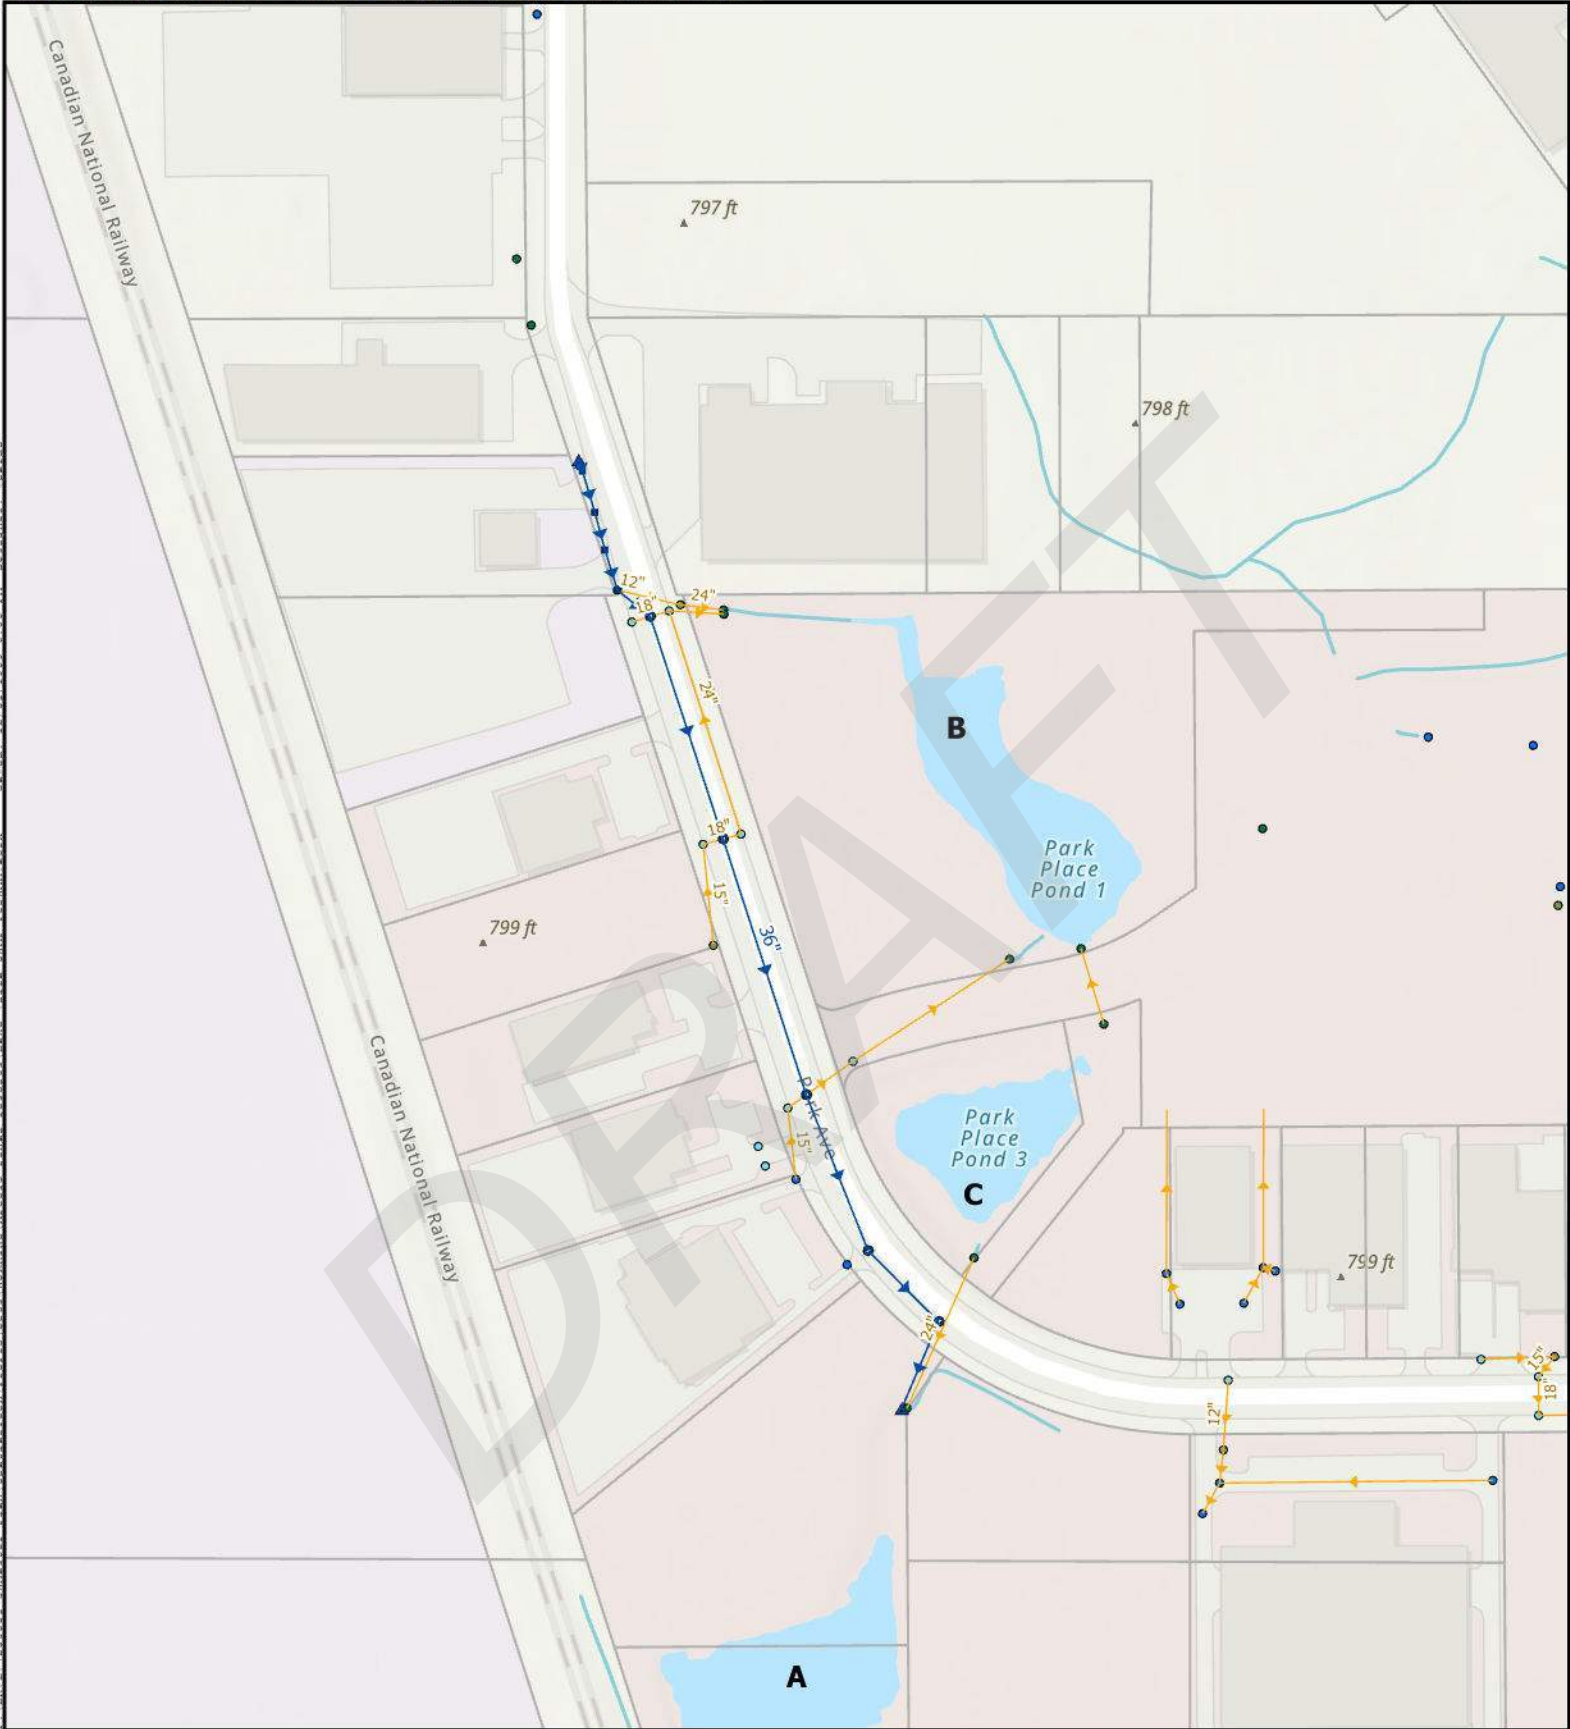 Canadian National Railway
797 ft
798 ft
12"
24"
18"
24"
B
18"
Park
Place
Pond 1
15"
799 ft
36"
Park Ave
Park
Place
Pond 3
15"
C
Canadian National Railway
799 ft
24"
15"
18"
12"
A
DRAFT